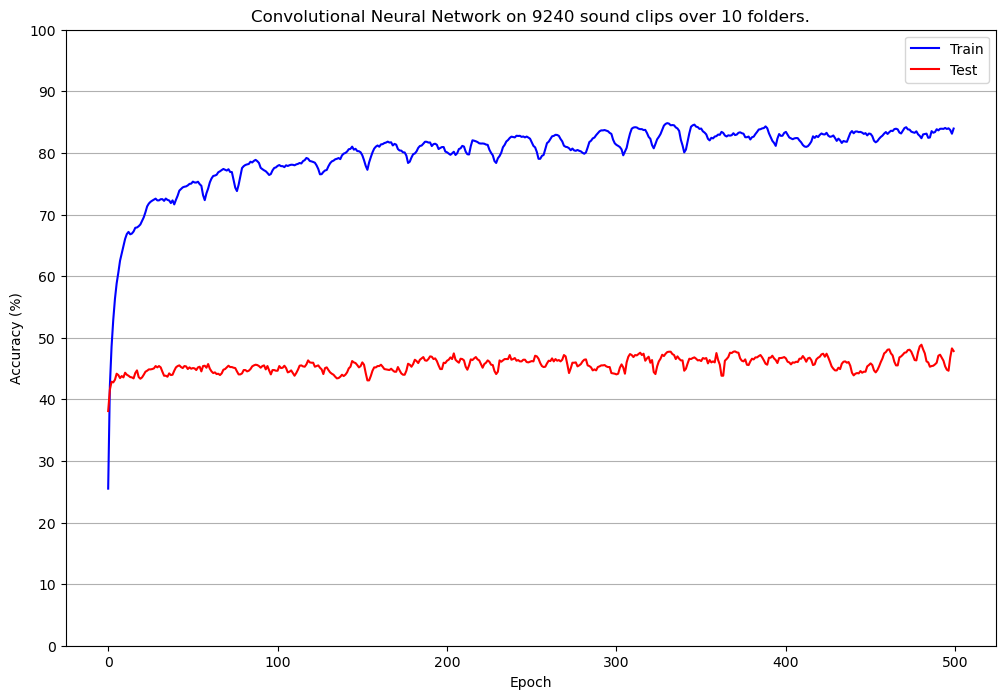 Convolutional Neural Network on 9240 sound clips over 10 folders.
Train
Test
Accuracy (%)
100
90
80
70
60
50
40
30
20
10
0
0 100 200 300 400 500
Epoch